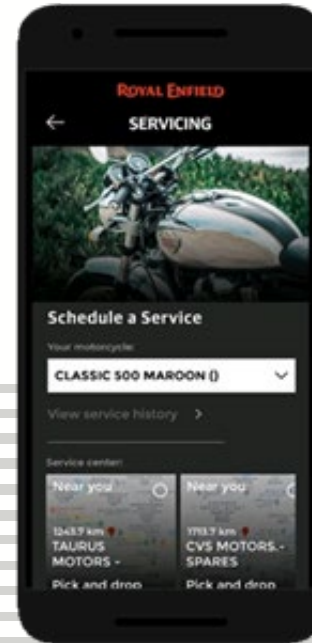 ROYAL ENFIELD
SERVICING
Schedule a Service
Your motorcycle:
CLASSIC 500 MAROON ()
View service history >
Service center:
Near you
1243.7 km
TAURUS
MOTORS -
Pick and drop
Near you
1713.7 km
CVS MOTORS.-
SPARES
Pick and drop